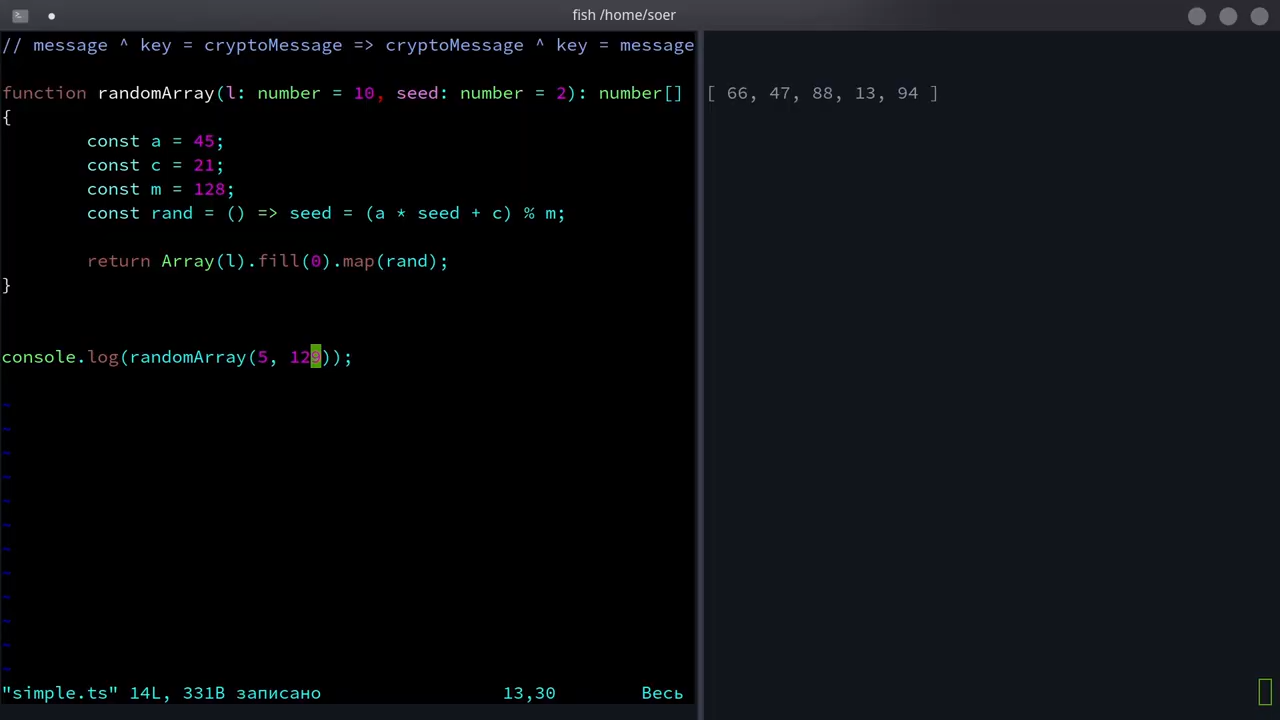 fish /home/soer
// message ^ key = cryptoMessage => cryptoMessage ^ key = message
function randomArray(l: number = 10, seed: number = 2): number[]
{
const a = 45;
const c = 21;
const m = 128;
const rand = () => seed = (a * seed + c) % m;
return Array(l).fill(0).map(rand);
}
console.log(randomArray(5, 129));
~
~
~
~
~
~
~
~
~
~
~
~
"simple.ts" 14L, 331B записано 13,30 Весь
[ 66, 47, 88, 13, 94 ]